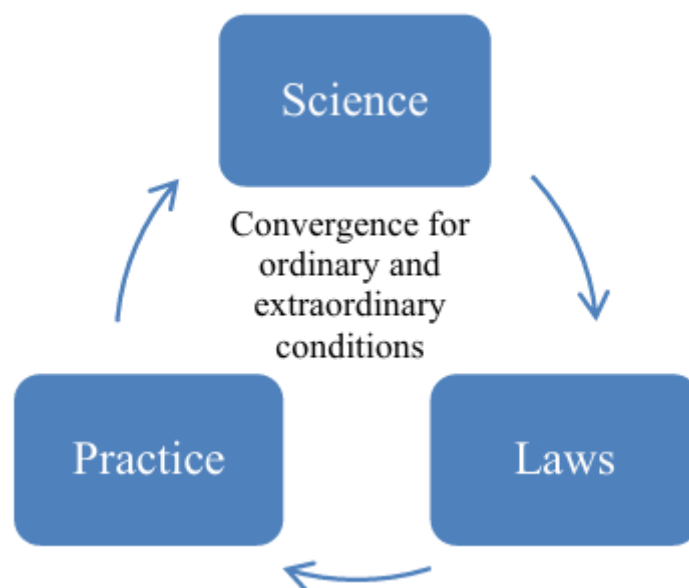 Science
Convergence for
ordinary and
extraordinary
conditions
Practice
Laws